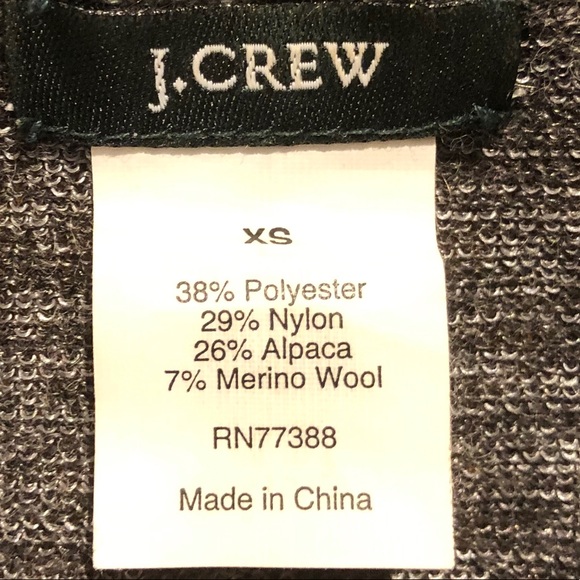 J.CREW
XS
38% Polyester
29% Nylon
26% Alpaca
7% Merino Wool
RN77388
Made in China